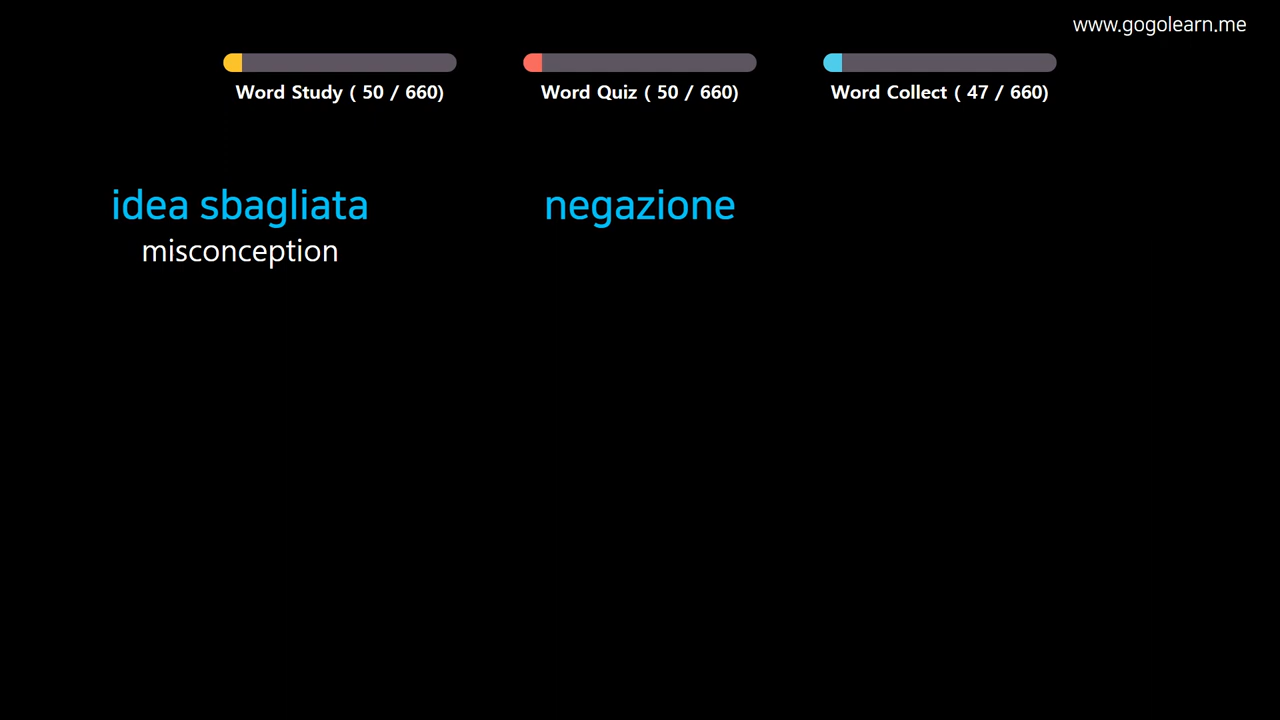 www.gogolearn.me
Word Study ( 50 / 660)
Word Quiz ( 50 / 660)
Word Collect ( 47 / 660)
idea sbagliata
misconception
negazione